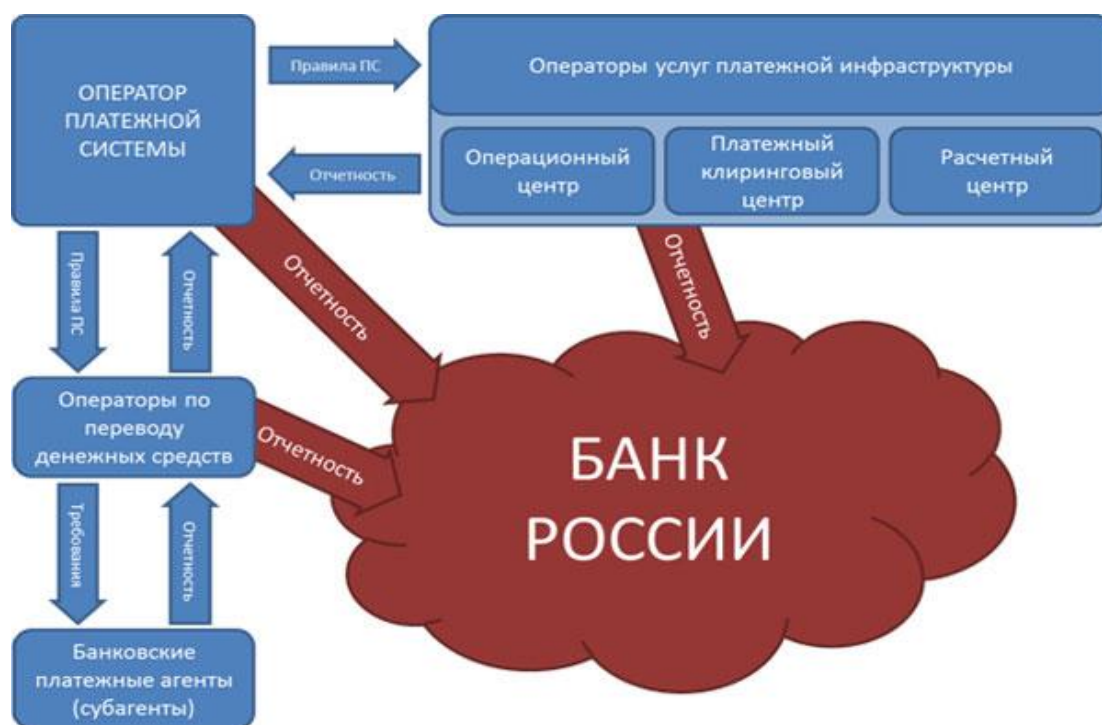 ОПЕРАТОР
ПЛАТЕЖНОЙ
СИСТЕМЫ
Правила ПС
Отчетность
Операторы услуг платежной инфраструктуры
Операционный
центр
Платежный
клиринговый
центр
Расчетный
центр
Правила ПС
Отчетность
Отчетность
Отчетность
Операторы по
переводу
денежных средств
Отчетность
Требования
Отчетность
Банковские
платежные агенты
(субагенты)
БАНК
РОССИИ